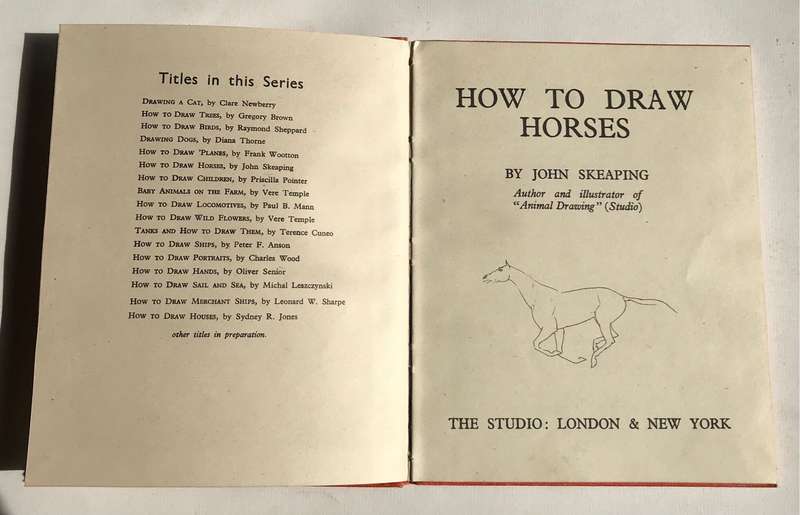 Titles in this Series
DRAWING A CAT, by Clare Newberry
HOW TO DRAW TREES, by Gregory Brown
HOW TO DRAW BIRDS, by Raymond Sheppard
DRAWING DOGS, by Diana Thorne
HOW TO DRAW 'PLANES, by Frank Wootton
HOW TO DRAW HORSES, by John Skeaping
HOW TO DRAW CHILDREN, by Priscilla Pointer
BABY ANIMALS ON THE FARM, by Vere Temple
HOW TO DRAW LOCOMOTIVES, by Paul B. Mann
HOW TO DRAW WILD FLOWERS, by Vere Temple
TANKS AND HOW TO DRAW THEM, by Terence Cuneo
HOW TO DRAW SHIPS, by Peter F. Anson
HOW TO DRAW PORTRAITS, by Charles Wood
HOW TO DRAW HANDS, by Oliver Senior
HOW TO DRAW SAIL AND SEA, by Michal Leszczynski
HOW TO DRAW MERCHANT SHIPS, by Leonard W. Sharpe
HOW TO DRAW HOUSES, by Sydney R. Jones
other titles in preparation.
HOW TO DRAW
HORSES
BY JOHN SKEAPING
Author and illustrator of
"Animal Drawing" (Studio)
THE STUDIO: LONDON & NEW YORK